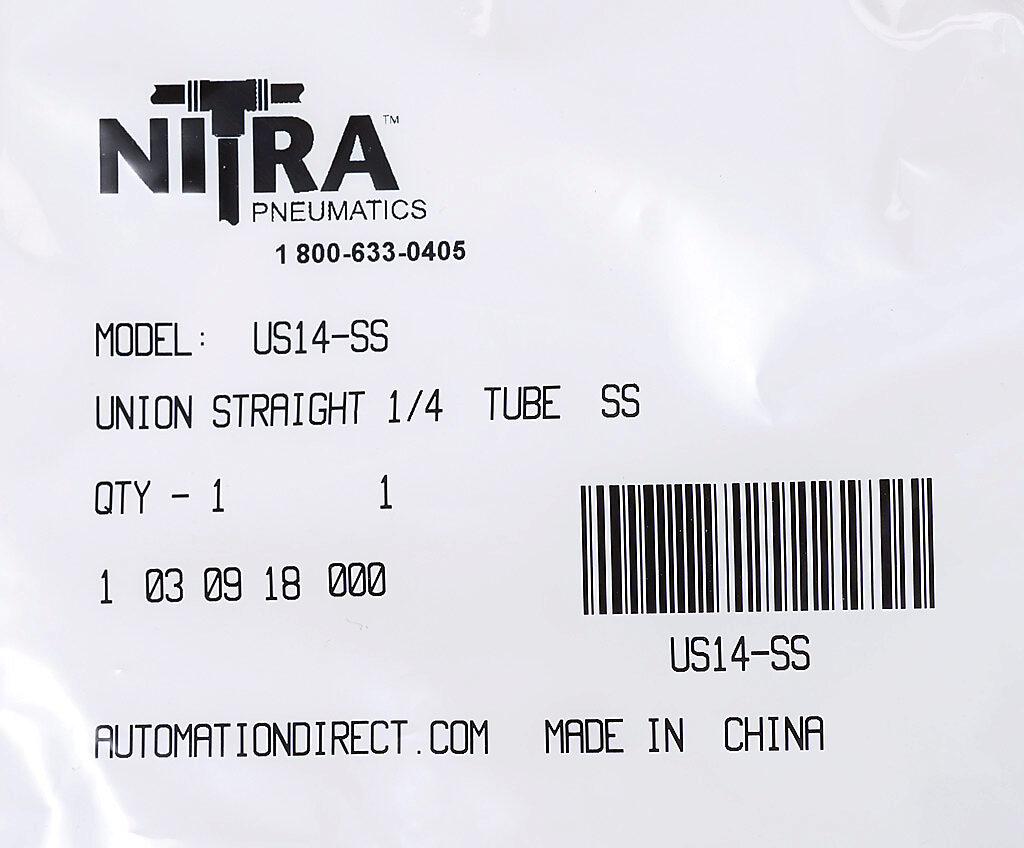 NITRA™
PNEUMATICS
1 800-633-0405
MODEL: US14-SS
UNION STRAIGHT 1/4 TUBE SS
QTY - 1 1
1 03 09 18 000
US14-SS
AUTOMATIONDIRECT.COM MADE IN CHINA